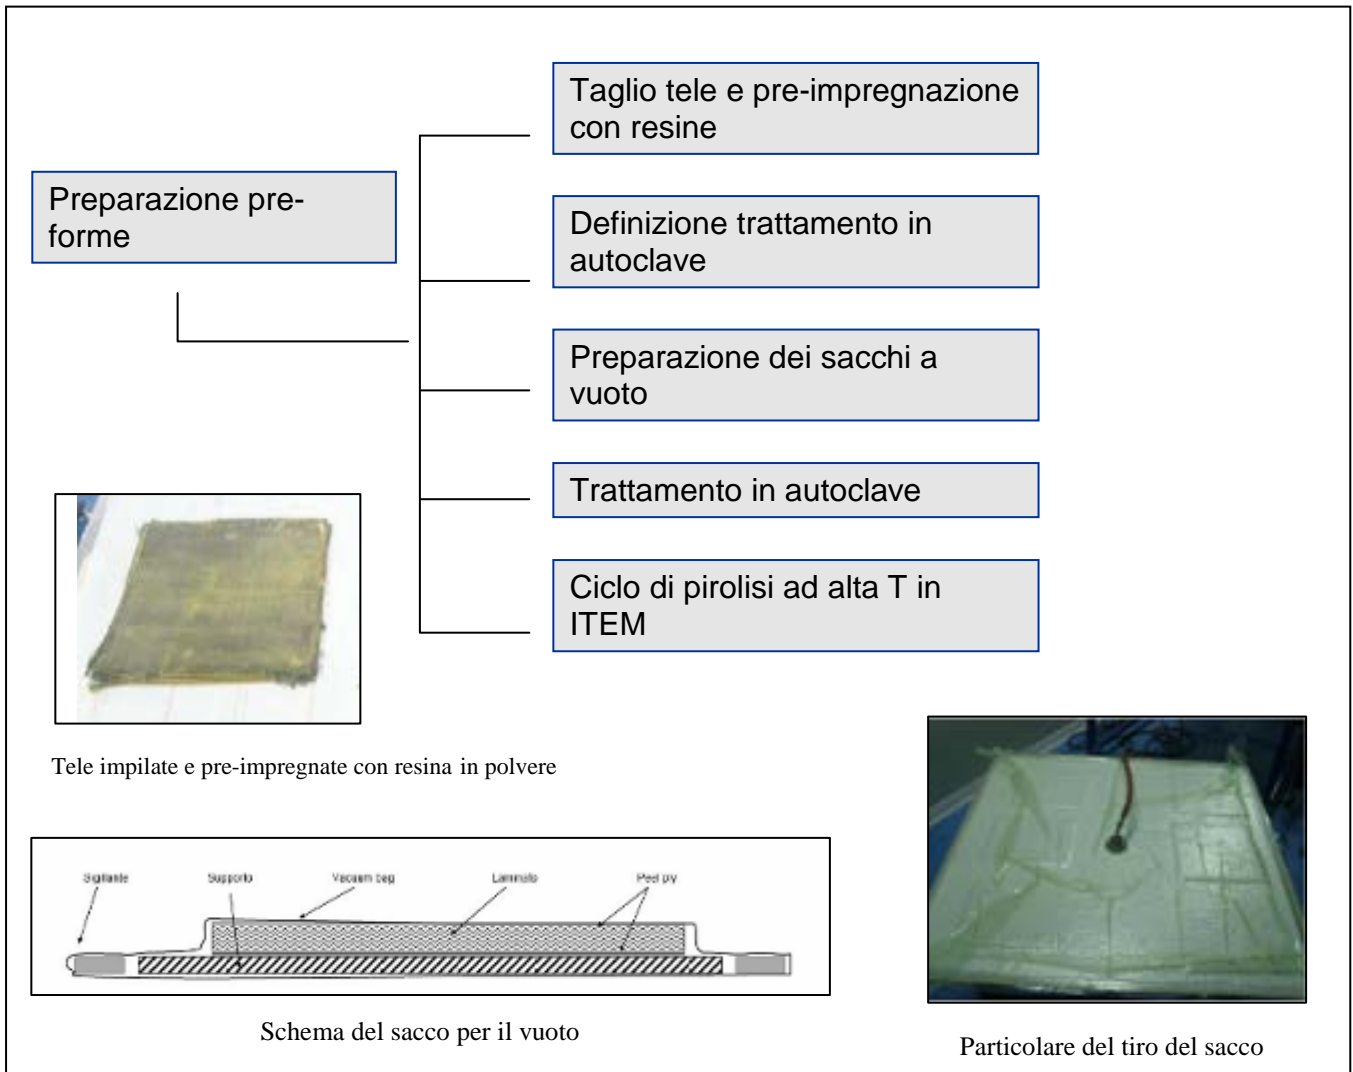 Taglio tele e pre-impregnazione
con resine
Preparazione pre-
forme
Definizione trattamento in
autoclave
Preparazione dei sacchi a
vuoto
Trattamento in autoclave
Ciclo di pirolisi ad alta T in
ITEM
Tele impilate e pre-impregnate con resina in polvere
Sigillante Supporto Vacuum bag Laminato Peel ply
Schema del sacco per il vuoto
Particolare del tiro del sacco